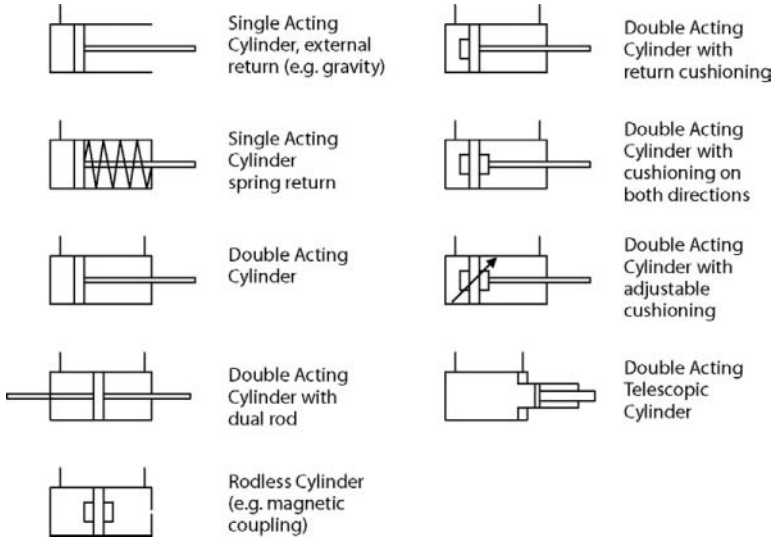 Single Acting
Cylinder, external
return (e.g. gravity)
Single Acting
Cylinder
spring return
Double Acting
Cylinder
Double Acting
Cylinder with
dual rod
Rodless Cylinder
(e.g. magnetic
coupling)
Double Acting
Cylinder with
return cushioning
Double Acting
Cylinder with
cushioning on
both directions
Double Acting
Cylinder with
adjustable
cushioning
Double Acting
Telescopic
Cylinder